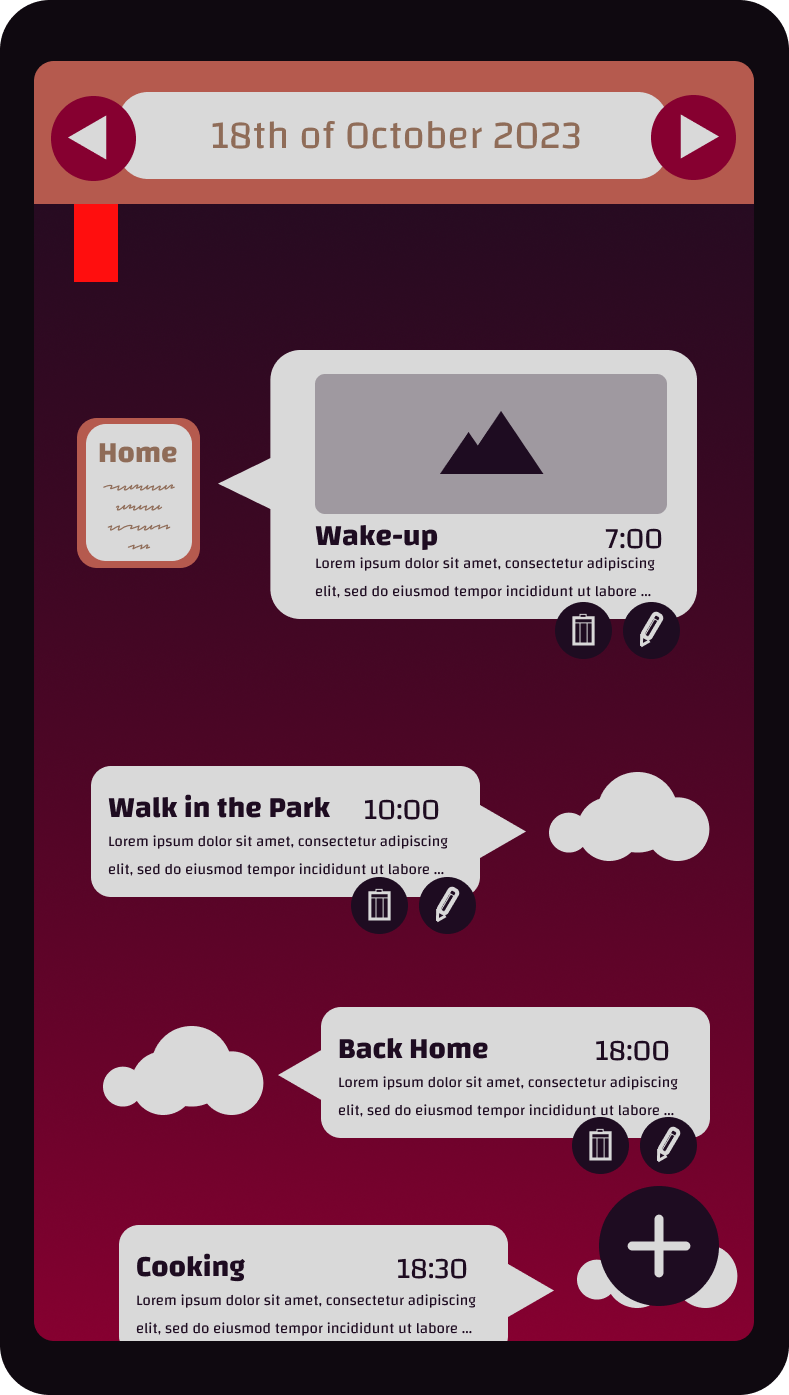 18th of October 2023
Home
Wake-up 7:00
Lorem ipsum dolor sit amet, consectetur adipiscing
elit, sed do eiusmod tempor incididunt ut labore ...
Walk in the Park 10:00
Lorem ipsum dolor sit amet, consectetur adipiscing
elit, sed do eiusmod tempor incididunt ut labore ...
Back Home 18:00
Lorem ipsum dolor sit amet, consectetur adipiscing
elit, sed do eiusmod tempor incididunt ut labore ...
Cooking 18:30
Lorem ipsum dolor sit amet, consectetur adipiscing
elit, sed do eiusmod tempor incididunt ut labore ...